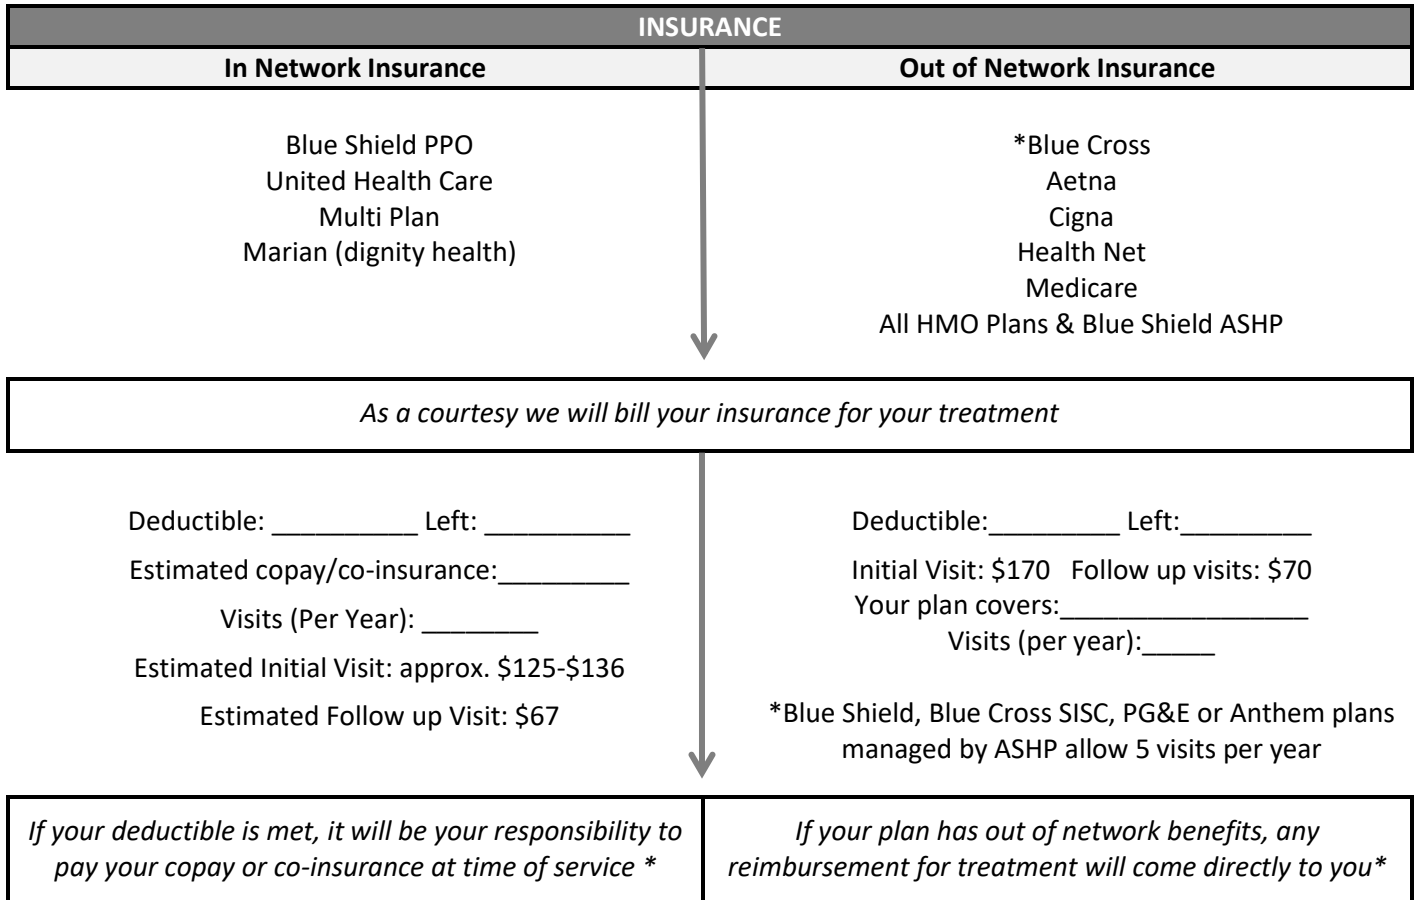 INSURANCE
In Network Insurance
Out of Network Insurance
Blue Shield PPO
United Health Care
Multi Plan
Marian (dignity health)
*Blue Cross
Aetna
Cigna
Health Net
Medicare
All HMO Plans & Blue Shield ASHP
As a courtesy we will bill your insurance for your treatment
Deductible: __________ Left: __________
Estimated copay/co-insurance:_________
Visits (Per Year): ________
Estimated Initial Visit: approx. $125-$136
Estimated Follow up Visit: $67
Deductible:_________ Left:_________
Initial Visit: $170 Follow up visits: $70
Your plan covers:_________________
Visits (per year):_____
*Blue Shield, Blue Cross SISC, PG&E or Anthem plans
managed by ASHP allow 5 visits per year
If your deductible is met, it will be your responsibility to
pay your copay or co-insurance at time of service *
If your plan has out of network benefits, any
reimbursement for treatment will come directly to you*